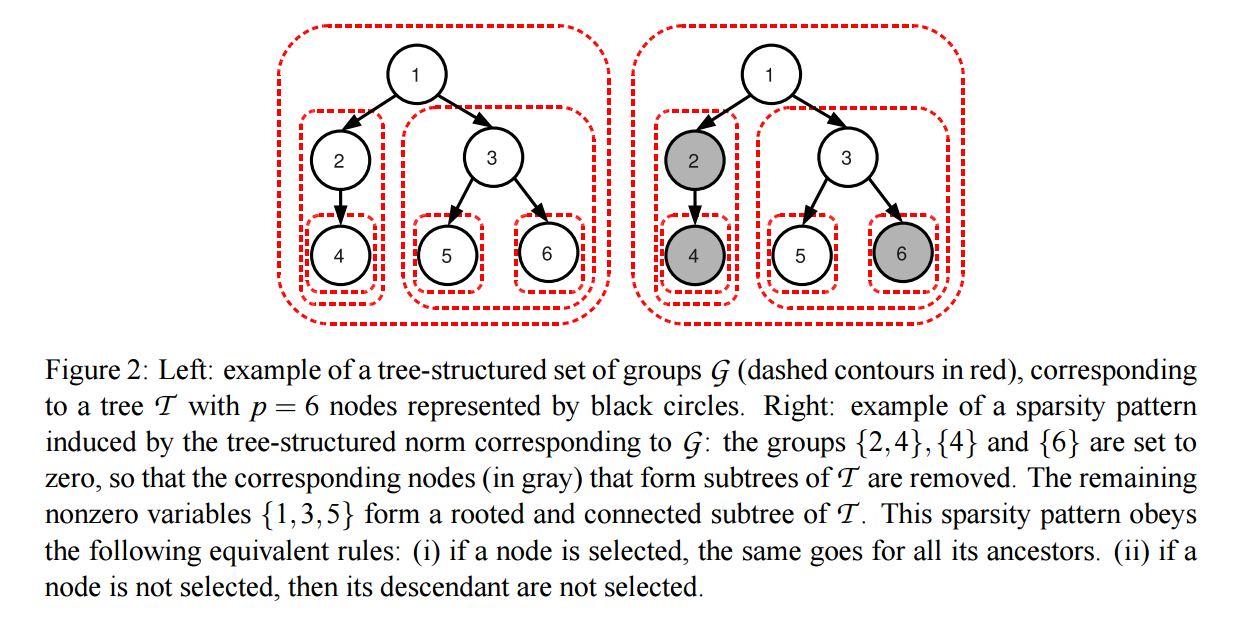 1 1
2 3 2 3
4 5 6 4 5 6
Figure 2: Left: example of a tree-structured set of groups 𝒢 (dashed contours in red), corresponding
to a tree 𝒯 with p = 6 nodes represented by black circles. Right: example of a sparsity pattern
induced by the tree-structured norm corresponding to 𝒢: the groups {2,4},{4} and {6} are set to
zero, so that the corresponding nodes (in gray) that form subtrees of 𝒯 are removed. The remaining
nonzero variables {1,3,5} form a rooted and connected subtree of 𝒯. This sparsity pattern obeys
the following equivalent rules: (i) if a node is selected, the same goes for all its ancestors. (ii) if a
node is not selected, then its descendant are not selected.